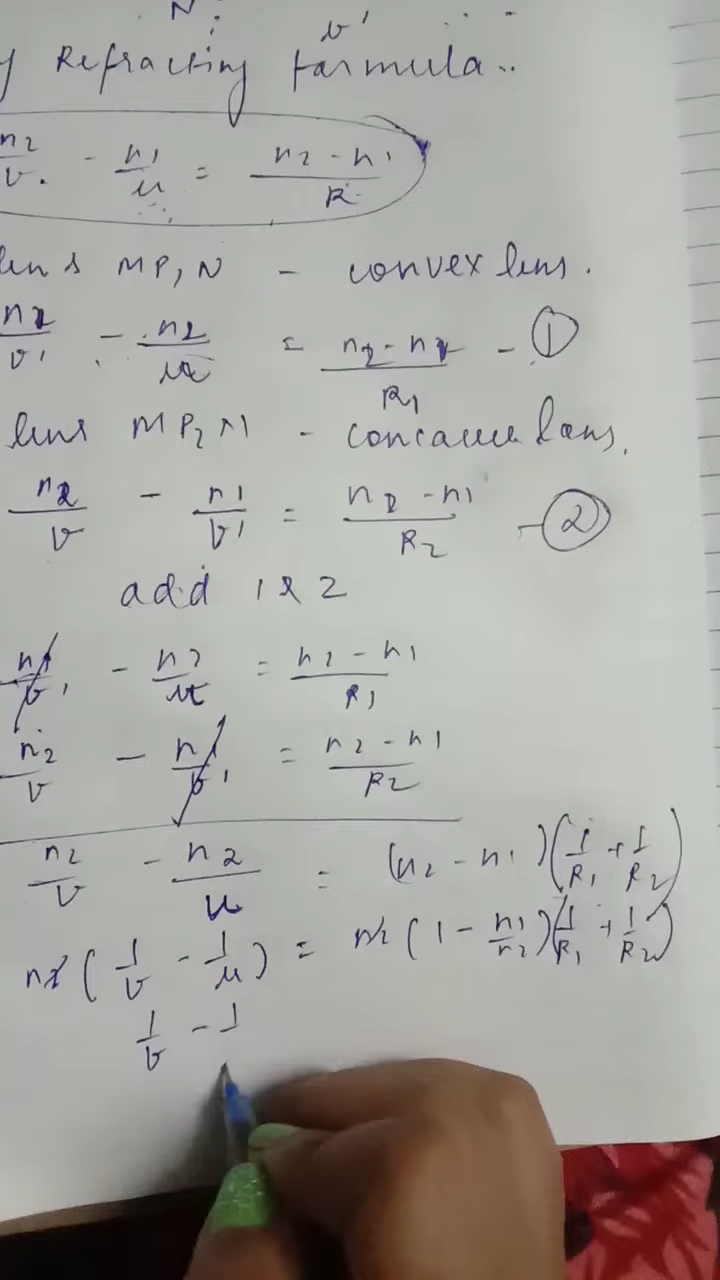 N
v'
y Refracting formula..
n2/v - n1/u = n2 - n1/R
lens MP1N - convex lens.
n2/v' - n2/u = n2 - n2/R1 - ①
lens MP2N - concave lens.
n2/v - n1/v' = n2 - n1/R2 - ②
add 1 & 2
n1/v' - n2/u = n2 - n1/R1
n2/v - n1/v' = n2 - n1/R2
n2/v - n2/u = (n2 - n1)(1/R1 + 1/R2)
n2(1/v - 1/u) = n2(1 - n1/n2)(1/R1 + 1/R2)
1/v - 1